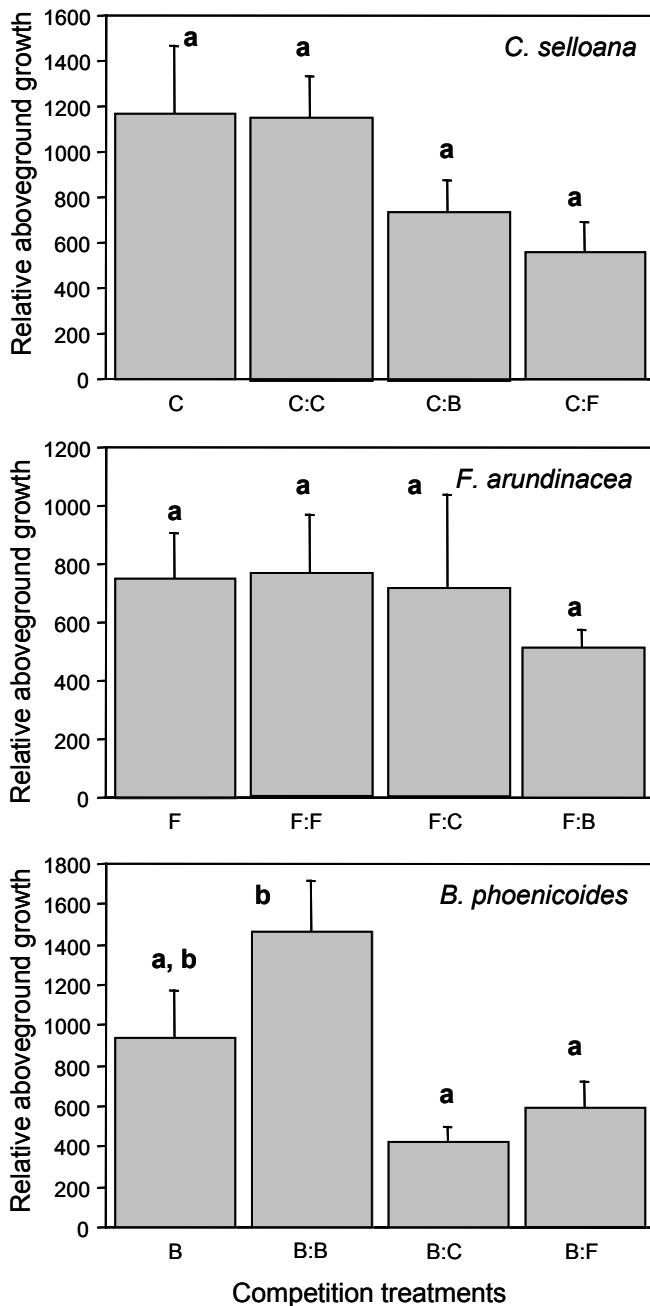 Relative aboveground growth
1600
1400
1200
1000
800
600
400
200
0
C. selloana
a
a
a
a
C
C:C
C:B
C:F
Relative aboveground growth
1200
1000
800
600
400
200
0
F. arundinacea
a
a
a
a
F
F:F
F:C
F:B
Relative aboveground growth
1800
1600
1400
1200
1000
800
600
400
200
0
B. phoenicoides
a, b
b
a
a
B
B:B
B:C
B:F
Competition treatments